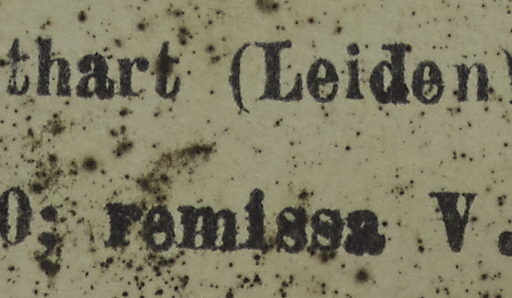 thart (Leiden)
0; remissa V.